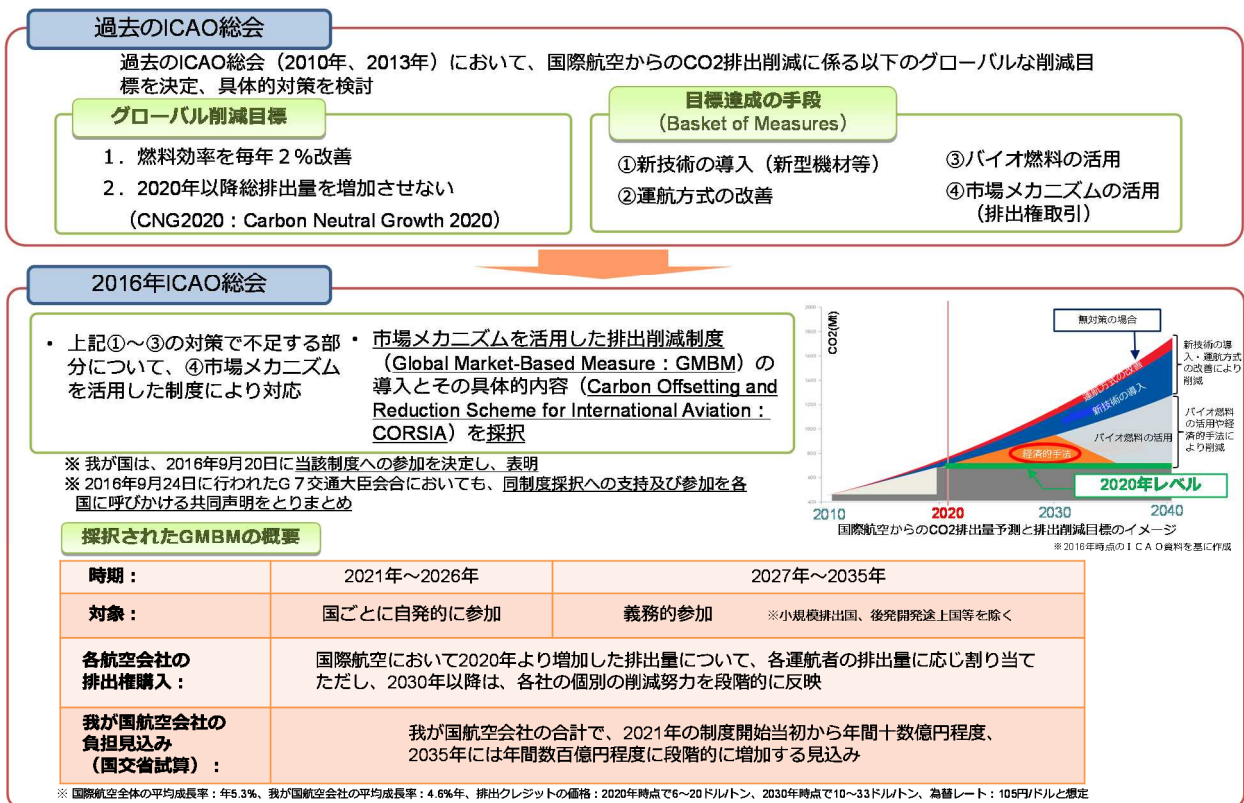 過去のICAO総会
過去のICAO総会（2010年、2013年）において、国際航空からのCO2排出削減に係る以下のグローバルな削減目
標を決定、具体的対策を検討
グローバル削減目標
1．燃料効率を毎年２％改善
2．2020年以降総排出量を増加させない
（CNG2020：Carbon Neutral Growth 2020）
目標達成の手段
（Basket of Measures）
①新技術の導入（新型機材等）
②運航方式の改善
③バイオ燃料の活用
④市場メカニズムの活用
（排出権取引）
2016年ICAO総会
・ 上記①～③の対策で不足する部
分について、④市場メカニズム
を活用した制度により対応
・ 市場メカニズムを活用した排出削減制度
（Global Market-Based Measure：GMBM）の
導入とその具体的内容（Carbon Offsetting and
Reduction Scheme for International Aviation：
CORSIA）を採択
※ 我が国は、2016年9月20日に当該制度への参加を決定し、表明
※ 2016年9月24日に行われたＧ７交通大臣会合においても、同制度採択への支持及び参加を各
国に呼びかける共同声明をとりまとめ
CO2(Mt)
2000
1800
1600
1400
1200
1000
800
600
400
無対策の場合
運航方式の改善
新技術の導入
バイオ燃料の活用
経済的手法
2020年レベル
新技術の導
入・運航方式
の改善により
削減
バイオ燃料
の活用や経
済的手法によ
り削減
2010
2020
2030
2040
国際航空からのCO2排出量予測と排出削減目標のイメージ
※2016年時点のＩＣＡＯ資料を基に作成
採択されたGMBMの概要
時期： 2021年～2026年 2027年～2035年
対象： 国ごとに自発的に参加 義務的参加 ※小規模排出国、後発開発途上国等を除く
各航空会社の
排出権購入：
国際航空において2020年より増加した排出量について、各運航者の排出量に応じ割り当て
ただし、2030年以降は、各社の個別の削減努力を段階的に反映
我が国航空会社の
負担見込み
（国交省試算）：
我が国航空会社の合計で、2021年の制度開始当初から年間十数億円程度、
2035年には年間数百億円程度に段階的に増加する見込み
※ 国際航空全体の平均成長率：年5.3%、我が国航空会社の平均成長率：4.6%年、排出クレジットの価格：2020年時点で6～20ドル/トン、2030年時点で10～33ドル/トン、為替レート：105円/ドルと想定